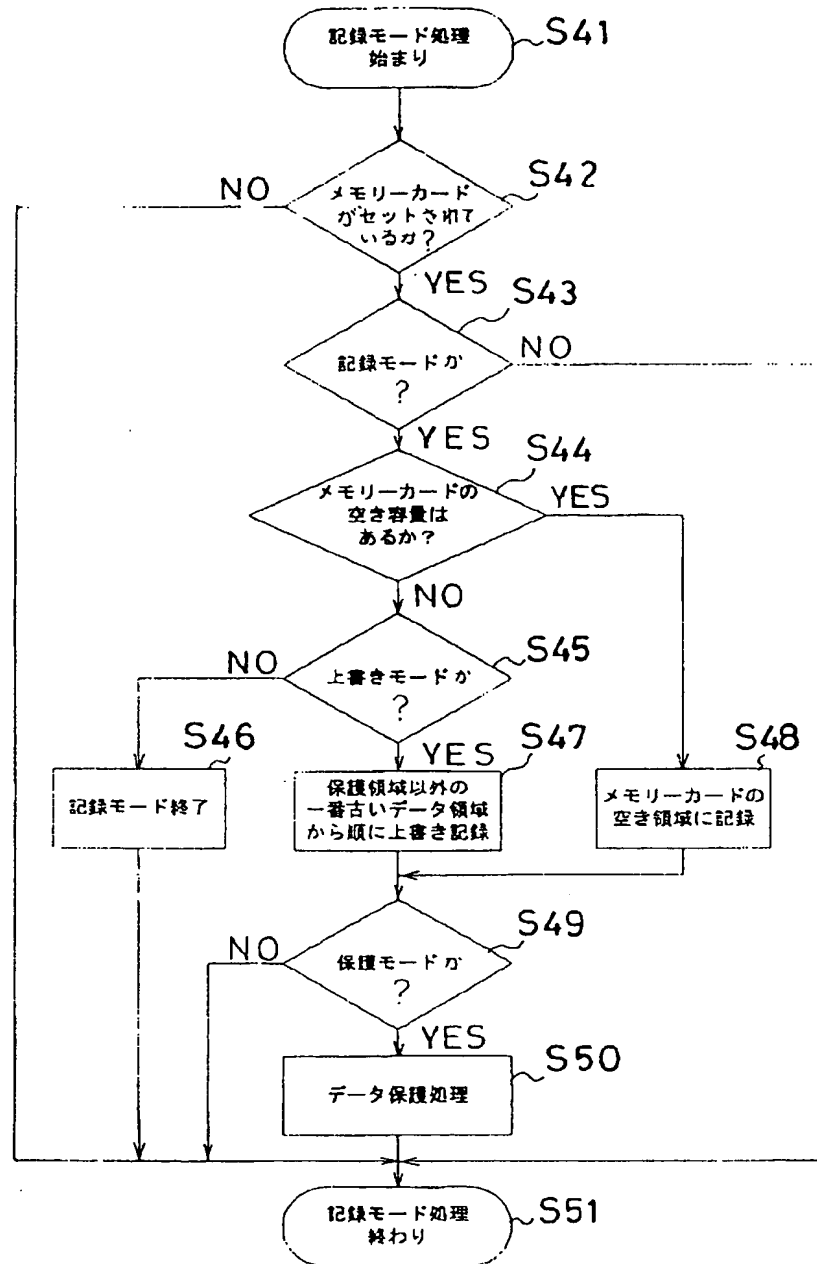 記録モード処理
始まり
S41
メモリーカード
がセットされて
いるか?
S42
NO
YES
S43
記録モードか
?
NO
YES
S44
メモリーカードの
空き容量は
あるか?
YES
NO
S45
上書きモードか
?
NO
YES
S46
記録モード終了
S47
保護領域以外の
一番古いデータ領域
から順に上書き記録
S48
メモリーカードの
空き領域に記録
S49
保護モードか
?
NO
YES
S50
データ保護処理
記録モード処理
終わり
S51